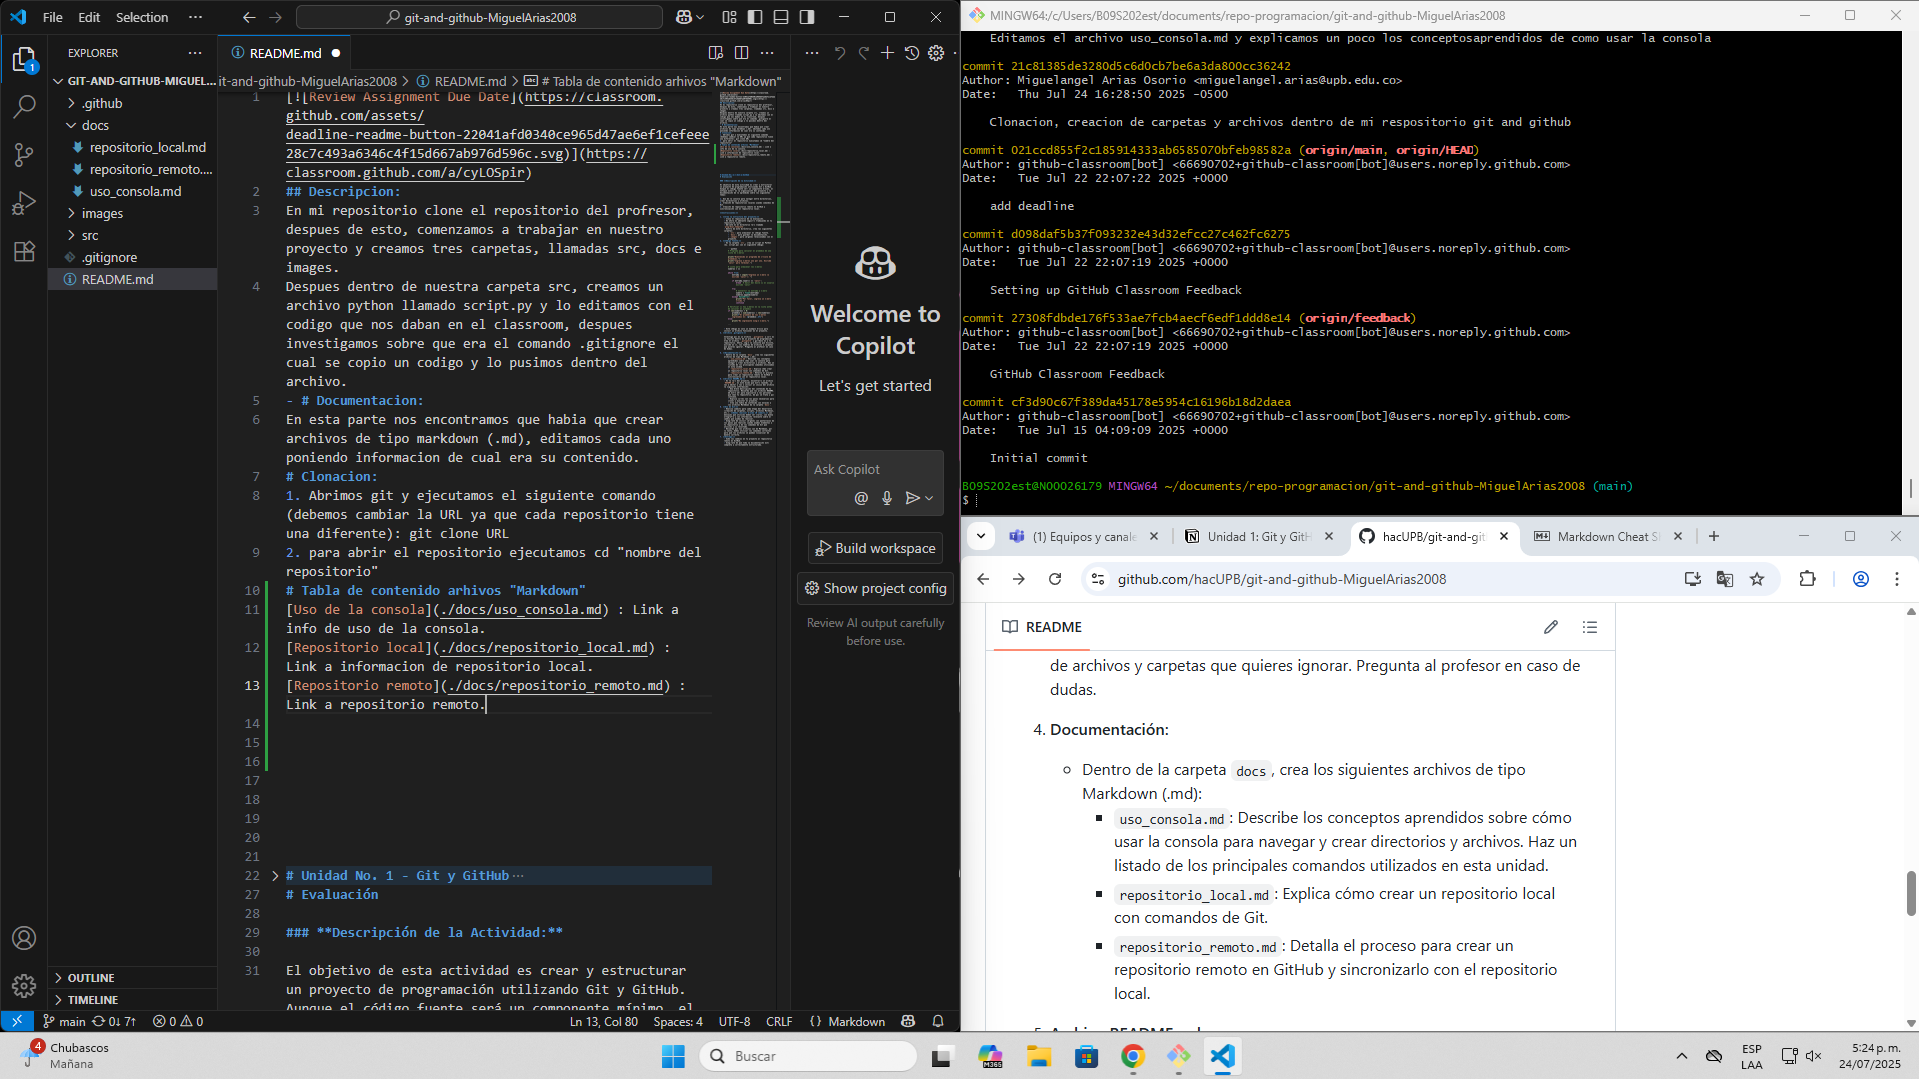 File Edit Selection ··· git-and-github-MiguelArias2008
EXPLORER ···
GIT-AND-GITHUB-MIGUEL...
.github
docs
repositorio_local.md
repositorio_remoto....
uso_consola.md
images
src
.gitignore
README.md
OUTLINE
TIMELINE
README.md
it-and-github-MiguelArias2008 > README.md > # Tabla de contenido arhivos "Markdown"
1 [![Review Assignment Due Date](https://classroom.
github.com/assets/
deadline-readme-button-22041afd0340ce965d47ae6ef1cefeee
28c7c493a6346c4f15d667ab976d596c.svg)](https://
classroom.github.com/a/cyLOSpir)
2 ## Descripcion:
3 En mi repositorio clone el repositorio del profresor,
despues de esto, comenzamos a trabajar en nuestro
proyecto y creamos tres carpetas, llamadas src, docs e
images.
4 Despues dentro de nuestra carpeta src, creamos un
archivo python llamado script.py y lo editamos con el
codigo que nos daban en el classroom, despues
investigamos sobre que era el comando .gitignore el
cual se copio un codigo y lo pusimos dentro del
archivo.
5 - # Documentacion:
6 En esta parte nos encontramos que habia que crear
archivos de tipo markdown (.md), editamos cada uno
poniendo informacion de cual era su contenido.
7 # Clonacion:
8 1. Abrimos git y ejecutamos el siguiente comando
(debemos cambiar la URL ya que cada repositorio tiene
una diferente): git clone URL
9 2. para abrir el repositorio ejecutamos cd "nombre del
repositorio"
10 # Tabla de contenido arhivos "Markdown"
11 [Uso de la consola](./docs/uso_consola.md) : Link a
info de uso de la consola.
12 [Repositorio local](./docs/repositorio_local.md) :
Link a informacion de repositorio local.
13 [Repositorio remoto](./docs/repositorio_remoto.md) :
Link a repositorio remoto.
14
15
16
17
18
19
20
21
22 # Unidad No. 1 - Git y GitHub ···
27 # Evaluación
28
29 ### **Descripción de la Actividad:**
30
31 El objetivo de esta actividad es crear y estructurar
un proyecto de programación utilizando Git y GitHub.
Aunque el código fuente será un componente mínimo, el
Welcome to
Copilot
Let's get started
Ask Copilot
Build workspace
Show project config
Review AI output carefully
before use.
main 0↓ 7↑ 0 0 Ln 13, Col 80 Spaces: 4 UTF-8 CRLF {} Markdown
MINGW64:/c/Users/B09S202est/documents/repo-programacion/git-and-github-MiguelArias2008
Editamos el archivo uso_consola.md y explicamos un poco los conceptosaprendidos de como usar la consola
commit 21c81385de3280d5c6d0cb7be6a3da800cc36242
Author: Miguelangel Arias Osorio <miguelangel.arias@upb.edu.co>
Date: Thu Jul 24 16:28:50 2025 -0500
Clonacion, creacion de carpetas y archivos dentro de mi respositorio git and github
commit 021ccd855f2c185914333ab6585070bfeb98582a (origin/main, origin/HEAD)
Author: github-classroom[bot] <66690702+github-classroom[bot]@users.noreply.github.com>
Date: Tue Jul 22 22:07:22 2025 +0000
add deadline
commit d098daf5b37f093232e43d32efcc27c462fc6275
Author: github-classroom[bot] <66690702+github-classroom[bot]@users.noreply.github.com>
Date: Tue Jul 22 22:07:19 2025 +0000
Setting up GitHub Classroom Feedback
commit 27308fdbde176f533ae7fcb4aecf6edf1ddd8e14 (origin/feedback)
Author: github-classroom[bot] <66690702+github-classroom[bot]@users.noreply.github.com>
Date: Tue Jul 22 22:07:19 2025 +0000
GitHub Classroom Feedback
commit cf3d90c67f389da45178e5954c16196b18d2daea
Author: github-classroom[bot] <66690702+github-classroom[bot]@users.noreply.github.com>
Date: Tue Jul 15 04:09:09 2025 +0000
Initial commit
B09S202est@N00026179 MINGW64 ~/documents/repo-programacion/git-and-github-MiguelArias2008 (main)
$
(1) Equipos y canale Unidad 1: Git y GitH hacUPB/git-and-git Markdown Cheat S
github.com/hacUPB/git-and-github-MiguelArias2008
README
de archivos y carpetas que quieres ignorar. Pregunta al profesor en caso de
dudas.
4. Documentación:
Dentro de la carpeta docs, crea los siguientes archivos de tipo
Markdown (.md):
uso_consola.md: Describe los conceptos aprendidos sobre cómo
usar la consola para navegar y crear directorios y archivos. Haz un
listado de los principales comandos utilizados en esta unidad.
repositorio_local.md: Explica cómo crear un repositorio local
con comandos de Git.
repositorio_remoto.md: Detalla el proceso para crear un
repositorio remoto en GitHub y sincronizarlo con el repositorio
local.
4 Chubascos
Mañana
Buscar
ESP
LAA
5:24 p. m.
24/07/2025